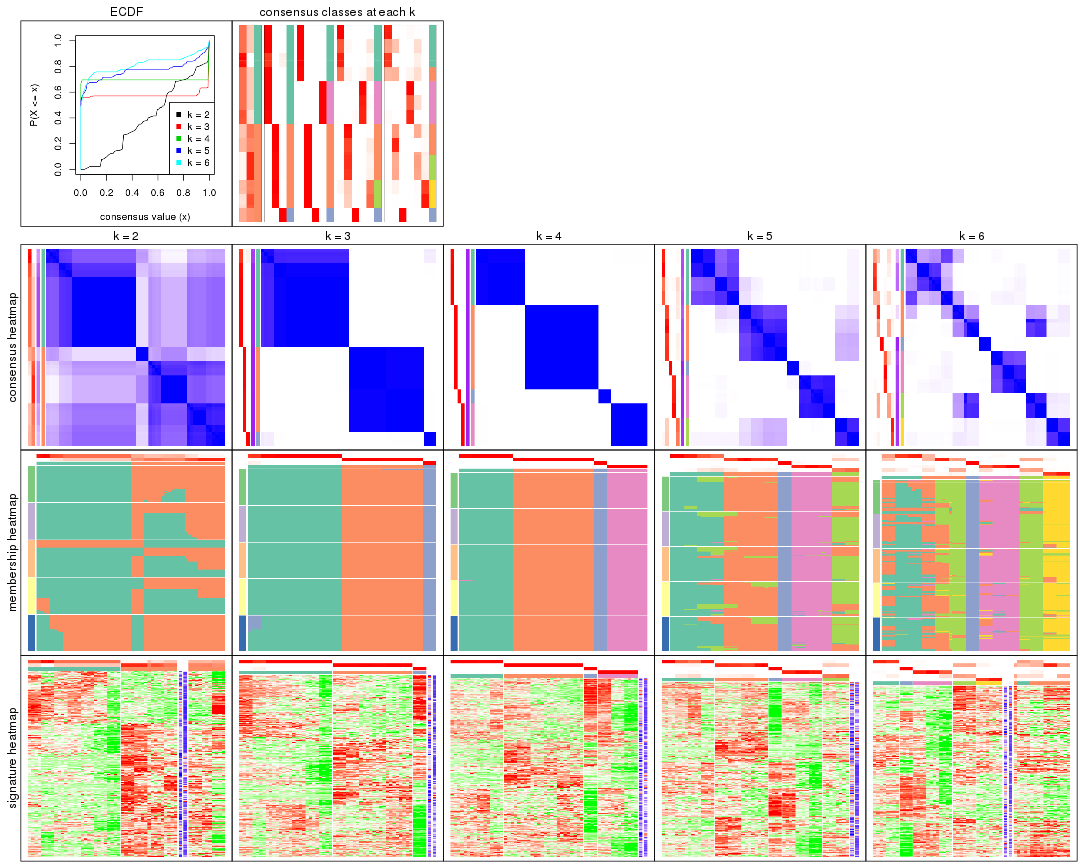 ECDF
consensus classes at each k
P(X <= x)
0.0 0.2 0.4 0.6 0.8 1.0
k = 2
k = 3
k = 4
k = 5
k = 6
0.0 0.2 0.4 0.6 0.8 1.0
consensus value (x)
k = 2
k = 3
k = 4
k = 5
k = 6
consensus heatmap
membership heatmap
signature heatmap